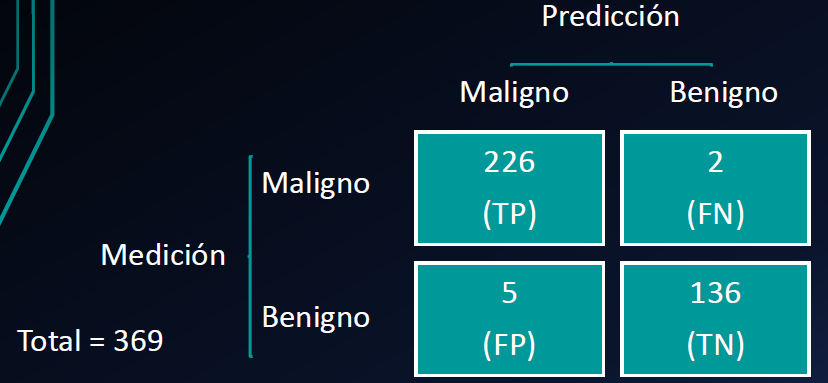 Predicción
Maligno Benigno
Maligno
226 2
(TP) (FN)
Medición
Benigno
5 136
(FP) (TN)
Total = 369